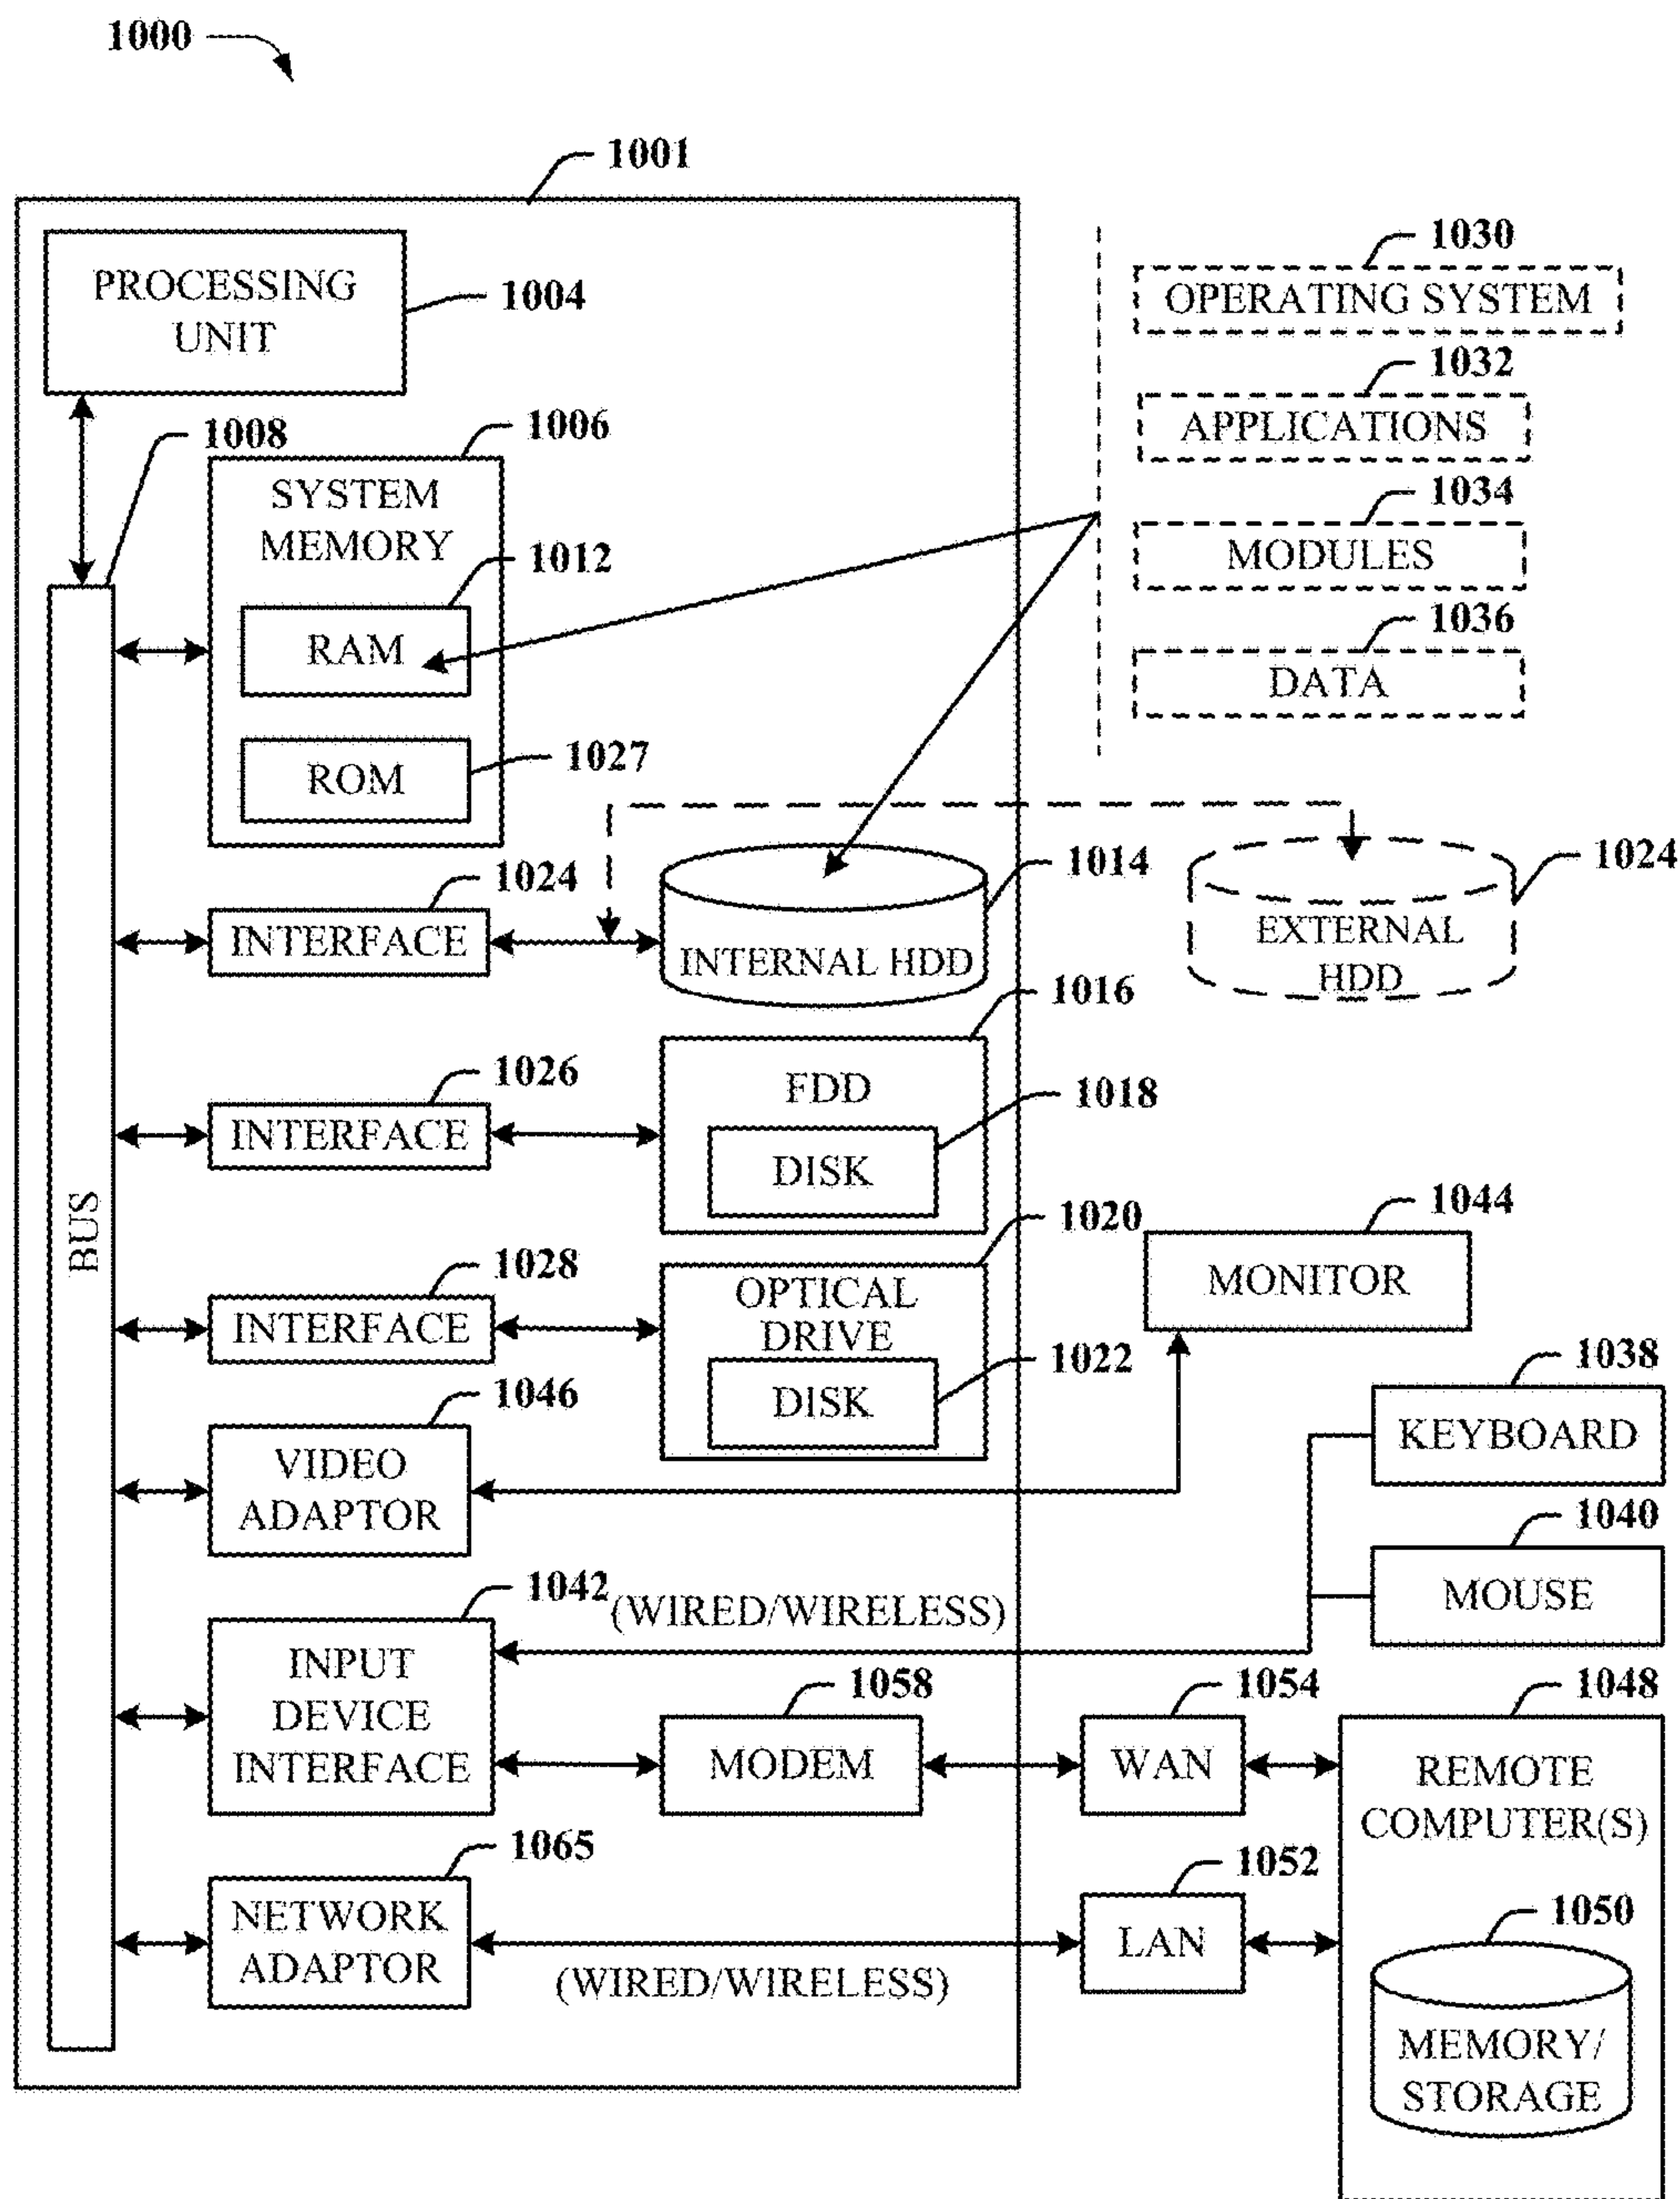 1000
1001
PROCESSING
UNIT
1004
1030
OPERATING SYSTEM
1032
APPLICATIONS
1034
MODULES
1036
DATA
1008
1006
SYSTEM
MEMORY
1012
RAM
ROM
1027
1024
INTERFACE
1014
INTERNAL HDD
1024
EXTERNAL
HDD
1016
FDD
1018
DISK
1026
INTERFACE
BUS
1020
OPTICAL
DRIVE
1022
DISK
1028
INTERFACE
1044
MONITOR
1046
VIDEO
ADAPTOR
1038
KEYBOARD
1040
MOUSE
1042
(WIRED/WIRELESS)
INPUT
DEVICE
INTERFACE
1058
MODEM
1054
WAN
1048
REMOTE
COMPUTER(S)
1065
NETWORK
ADAPTOR
(WIRED/WIRELESS)
1052
LAN
1050
MEMORY/
STORAGE